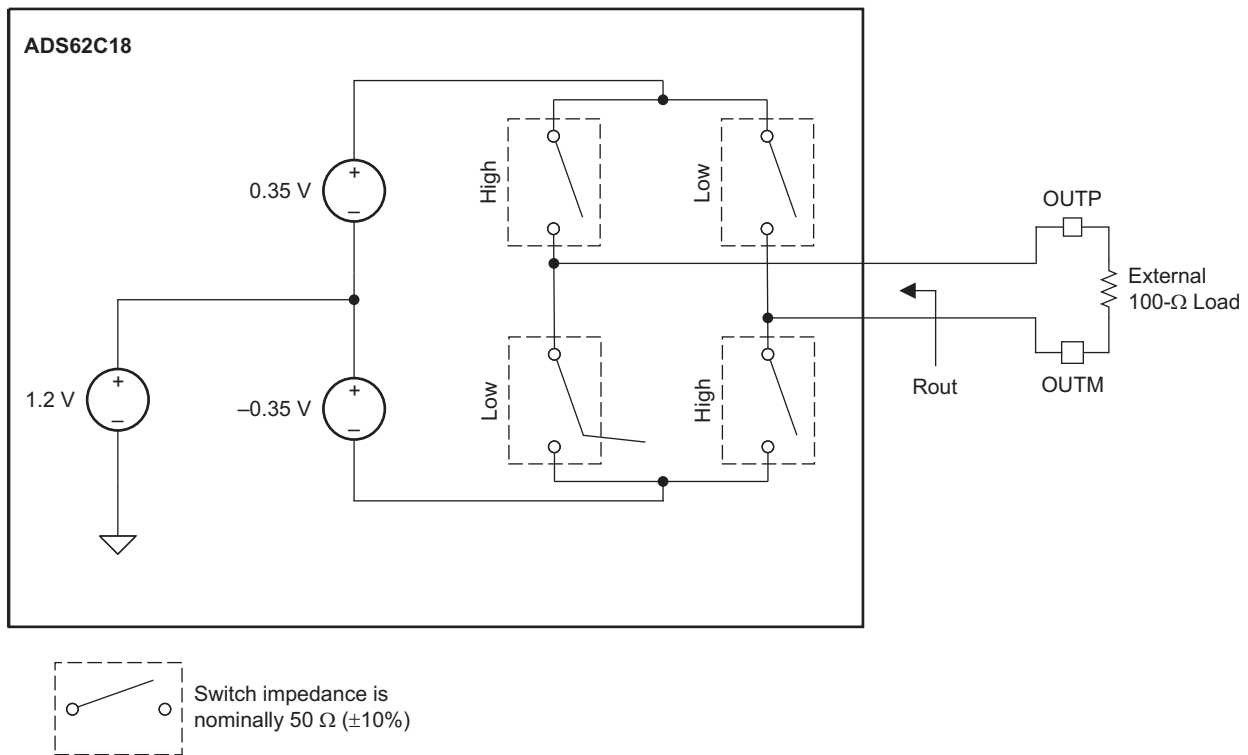 ADS62C18
0.35 V
+
–
High
Low
OUTP
External
100-Ω Load
1.2 V
+
–
–0.35 V
+
–
Low
High
Rout
OUTM
Switch impedance is
nominally 50 Ω (±10%)